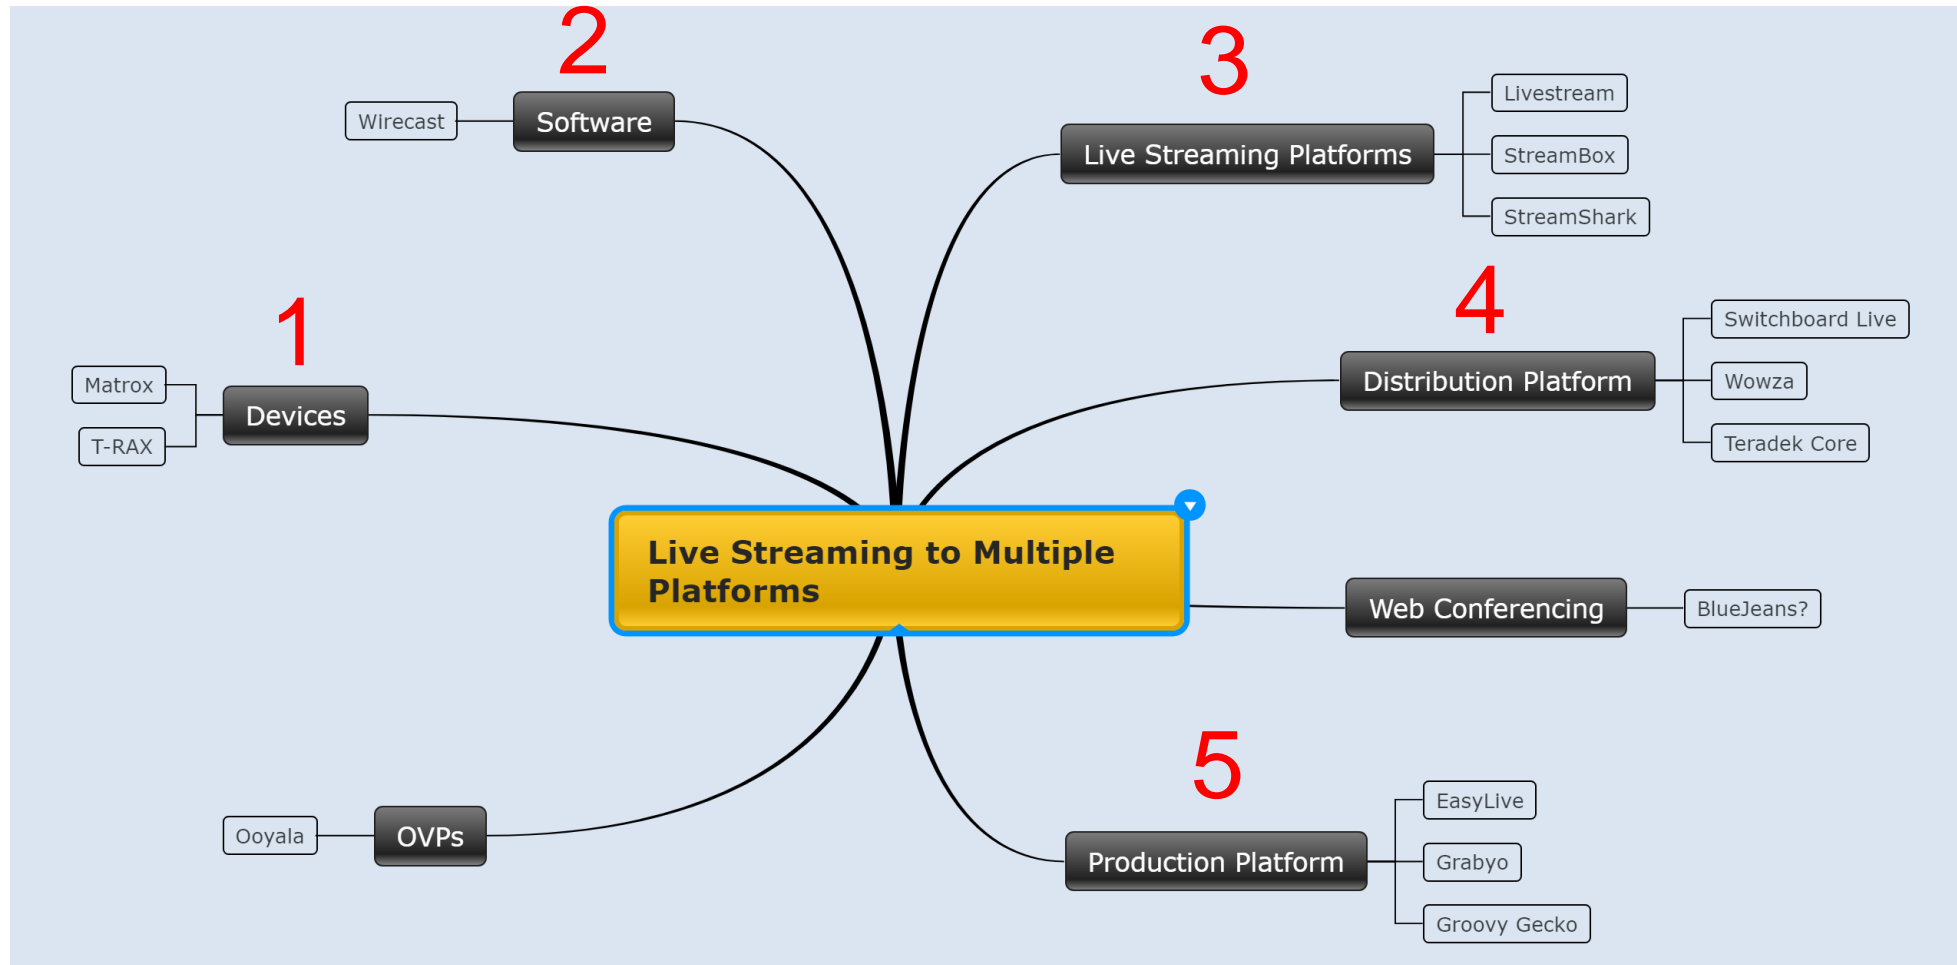 2
3
Software
Wirecast
Live Streaming Platforms
Livestream
StreamBox
StreamShark
1
Devices
Matrox
T-RAX
4
Distribution Platform
Switchboard Live
Wowza
Teradek Core
Live Streaming to Multiple
Platforms
Web Conferencing
BlueJeans?
OVPs
Ooyala
5
Production Platform
EasyLive
Grabyo
Groovy Gecko